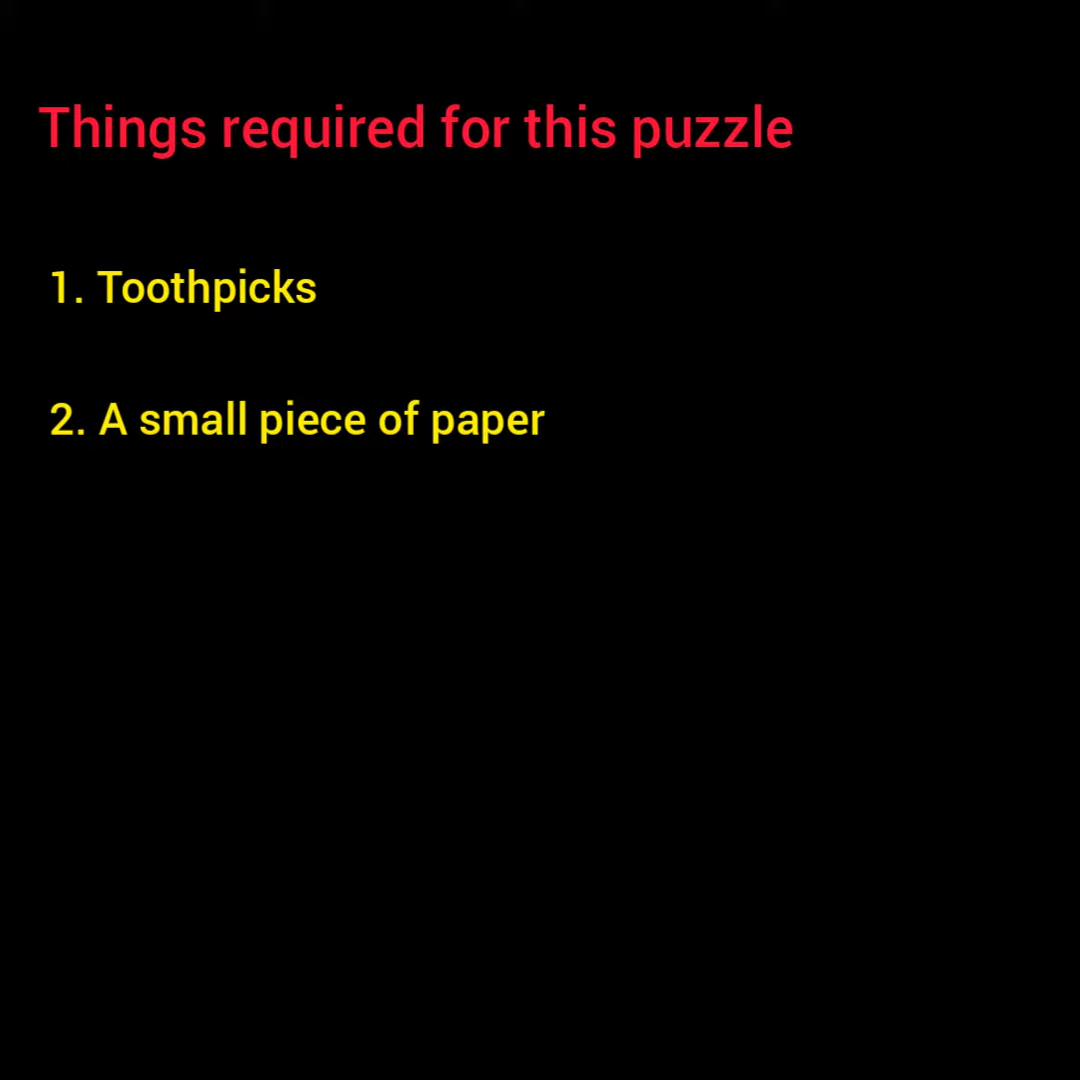 Things required for this puzzle
1. Toothpicks
2. A small piece of paper